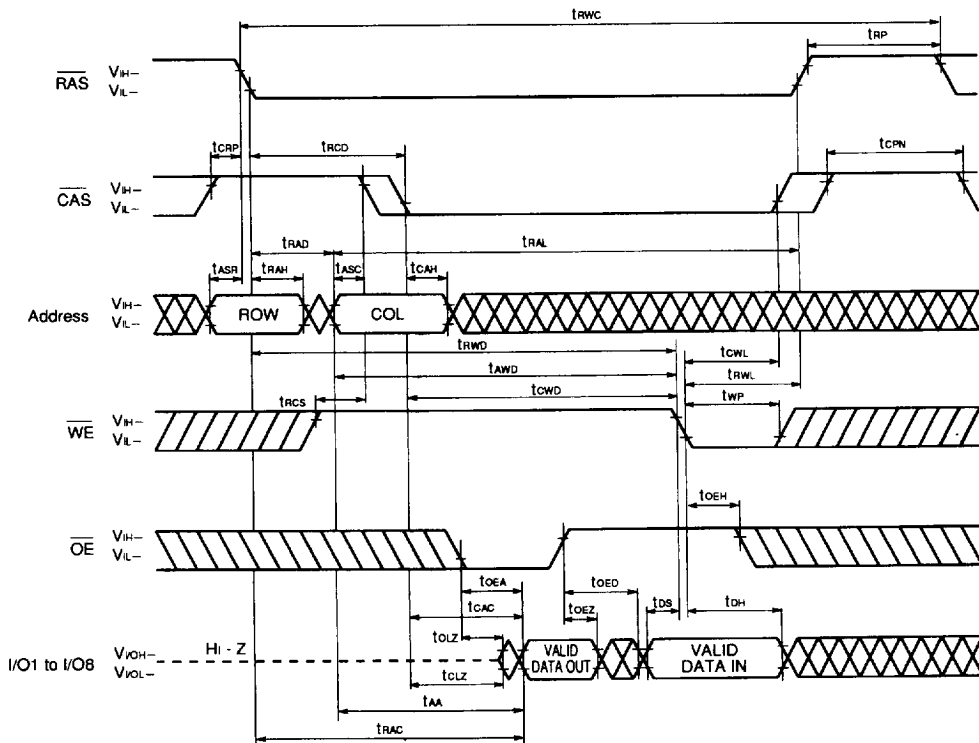 tRWC
tRP
RAS
VIH–
VIL–
tCRP
tRCD
tCPN
CAS
VIH–
VIL–
tRAD
tRAL
tASR
tRAH
tASC
tCAH
Address
VIH–
VIL–
ROW
COL
tRWD
tCWL
tAWD
tRWL
tRCS
tCWD
tWP
WE
VIH–
VIL–
tOEH
OE
VIH–
VIL–
tOEA
tOED
tCAC
tOEZ
tDS
tDH
tOLZ
I/O1 to I/O8
VI/OH–
VI/OL–
HI - Z
VALID
DATA OUT
VALID
DATA IN
tCLZ
tAA
tRAC